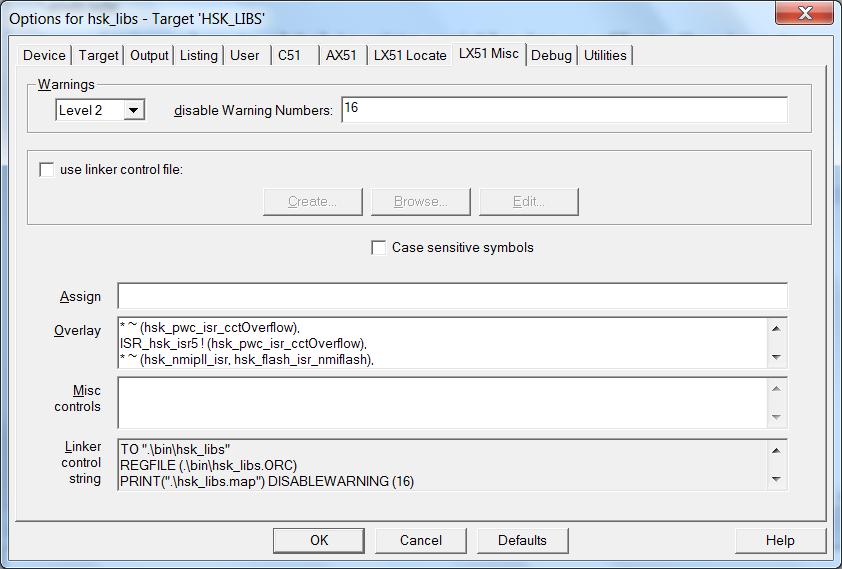 Options for hsk_libs - Target 'HSK_LIBS'
Device Target Output Listing User C51 AX51 LX51 Locate LX51 Misc Debug Utilities
Warnings
Level 2 disable Warning Numbers: 16
use linker control file:
Create... Browse... Edit...
Case sensitive symbols
Assign
Overlay
* ~ (hsk_pwc_isr_cctOverflow),
ISR_hsk_isr5 ! (hsk_pwc_isr_cctOverflow),
* ~ (hsk_nmipll_isr, hsk_flash_isr_nmiflash),
Misc
controls
Linker
control
string
TO ".\bin\hsk_libs"
REGFILE (.\bin\hsk_libs.ORC)
PRINT(".\hsk_libs.map") DISABLEWARNING (16)
OK Cancel Defaults Help